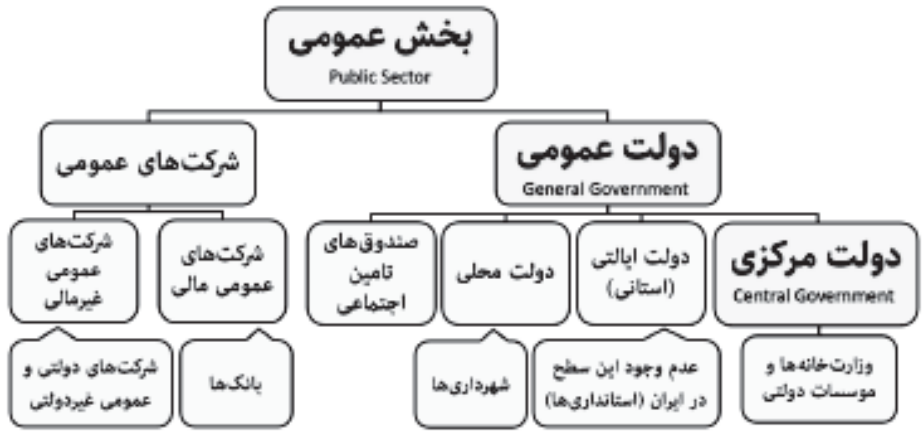 بخش عمومی
Public Sector
دولت عمومی
General Government
شرکت‌های عمومی
دولت مرکزی
Central Government
دولت ایالتی
(استانی)
دولت محلی
صندوق‌های
تامین
اجتماعی
شرکت‌های
عمومی مالی
شرکت‌های
عمومی
غیرمالی
وزارت‌خانه‌ها و
موسسات دولتی
عدم وجود این سطح
در ایران (استانداری‌ها)
شهرداری‌ها
بانک‌ها
شرکت‌های دولتی و
عمومی غیردولتی